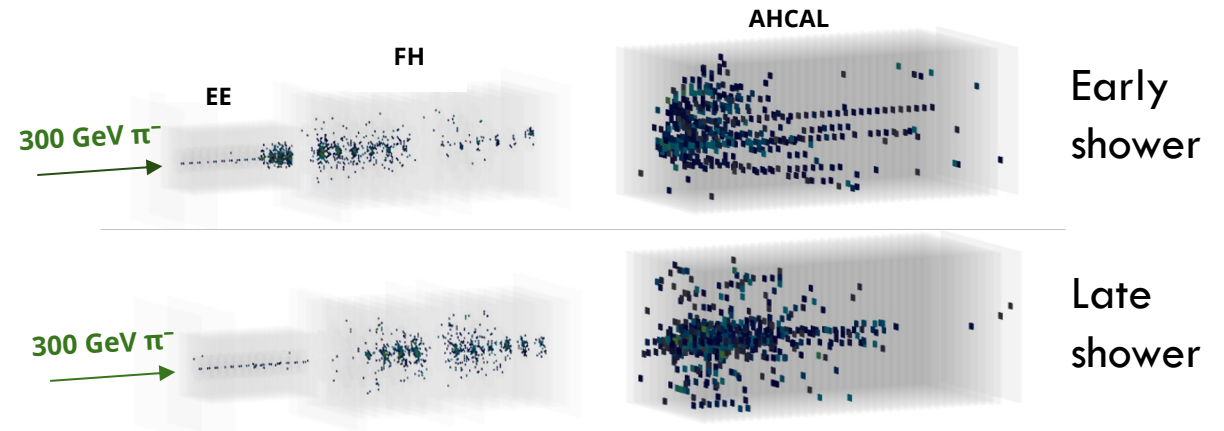 AHCAL
FH
EE
300 GeV π⁻
Early
shower
300 GeV π⁻
Late
shower